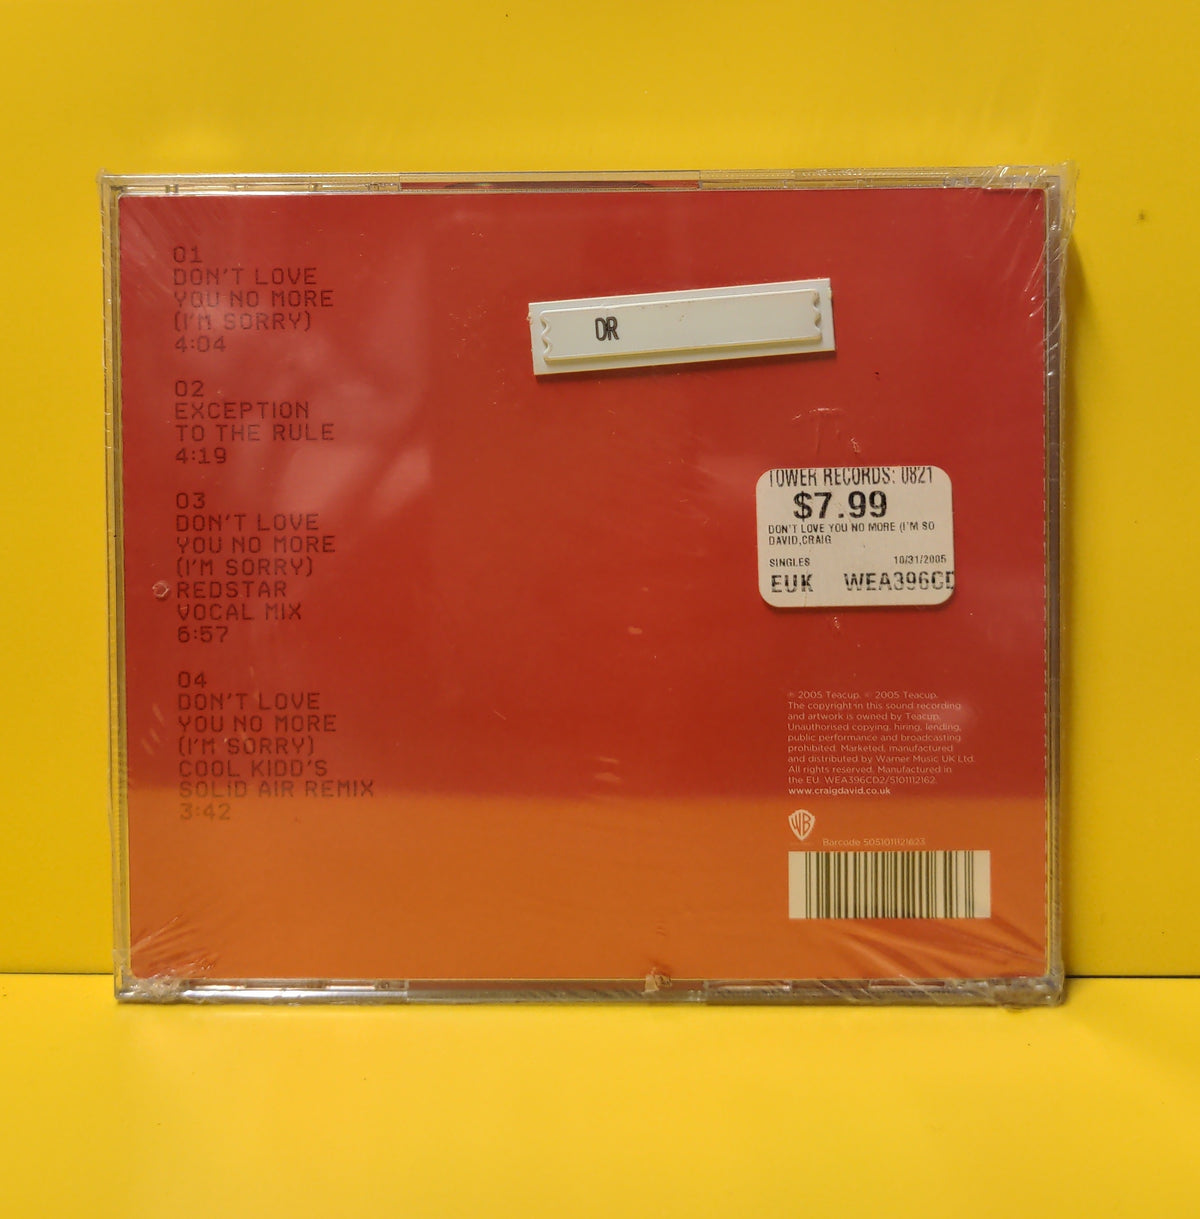 01
DON'T LOVE
YOU NO MORE
(I'M SORRY)
4:04
02
EXCEPTION
TO THE RULE
4:19
03
DON'T LOVE
YOU NO MORE
(I'M SORRY)
REDSTAR
VOCAL MIX
6:57
04
DON'T LOVE
YOU NO MORE
(I'M SORRY)
COOL KIDD'S
SOLID AIR REMIX
3:42
DR
TOWER RECORDS: 0821
$7.99
DON'T LOVE YOU NO MORE (I'M SO
DAVID,CRAIG
SINGLES 10/31/2005
EUK WEA396CD
℗ 2005 Teacup. © 2005 Teacup.
The copyright in this sound recording
and artwork is owned by Teacup.
Unauthorised copying, hiring, lending,
public performance and broadcasting
prohibited. Marketed, manufactured
and distributed by Warner Music UK Ltd.
All rights reserved. Manufactured in
the EU. WEA396CD2/5101112162.
www.craigdavid.co.uk
WB
Barcode 5051011121623